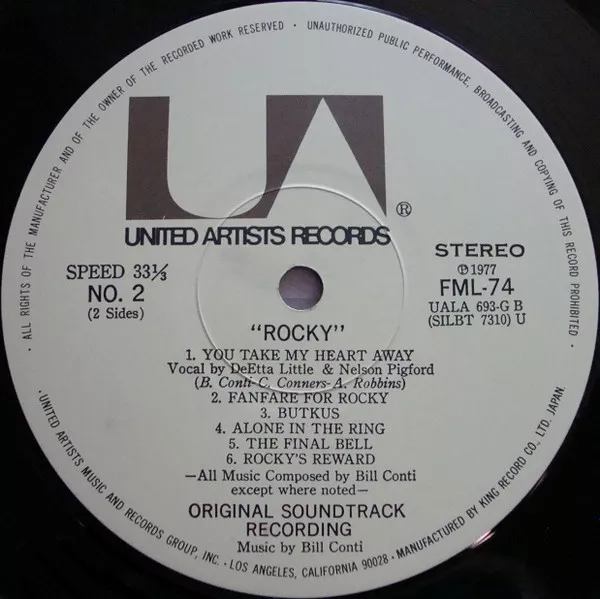 · ALL RIGHTS OF THE MANUFACTURER AND OF THE OWNER OF THE RECORDED WORK RESERVED · UNAUTHORIZED PUBLIC PERFORMANCE, BROADCASTING AND COPYING OF THIS RECORD PROHIBITED
UA®
UNITED ARTISTS RECORDS
SPEED 33⅓
NO. 2
(2 Sides)
STEREO
℗1977
FML-74
UALA 693-G B
(SILBT 7310) U
"ROCKY"
1. YOU TAKE MY HEART AWAY
Vocal by DeEtta Little & Nelson Pigford
(B. Conti-C. Conners-A. Robbins)
2. FANFARE FOR ROCKY
3. BUTKUS
4. ALONE IN THE RING
5. THE FINAL BELL
6. ROCKY'S REWARD
—All Music Composed by Bill Conti
except where noted—
ORIGINAL SOUNDTRACK
RECORDING
Music by Bill Conti
· UNITED ARTISTS MUSIC AND RECORDS GROUP, INC. · LOS ANGELES, CALIFORNIA 90028 · MANUFACTURED BY KING RECORD CO., LTD. JAPAN.